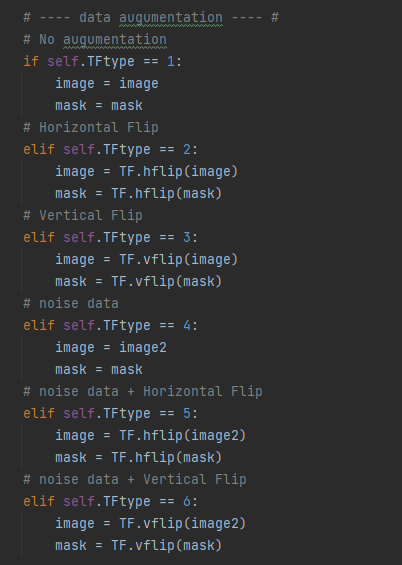 # ---- data augumentation ---- #
# No augumentation
if self.TFtype == 1:
    image = image
    mask = mask
# Horizontal Flip
elif self.TFtype == 2:
    image = TF.hflip(image)
    mask = TF.hflip(mask)
# Vertical Flip
elif self.TFtype == 3:
    image = TF.vflip(image)
    mask = TF.vflip(mask)
# noise data
elif self.TFtype == 4:
    image = image2
    mask = mask
# noise data + Horizontal Flip
elif self.TFtype == 5:
    image = TF.hflip(image2)
    mask = TF.hflip(mask)
# noise data + Vertical Flip
elif self.TFtype == 6:
    image = TF.vflip(image2)
    mask = TF.vflip(mask)